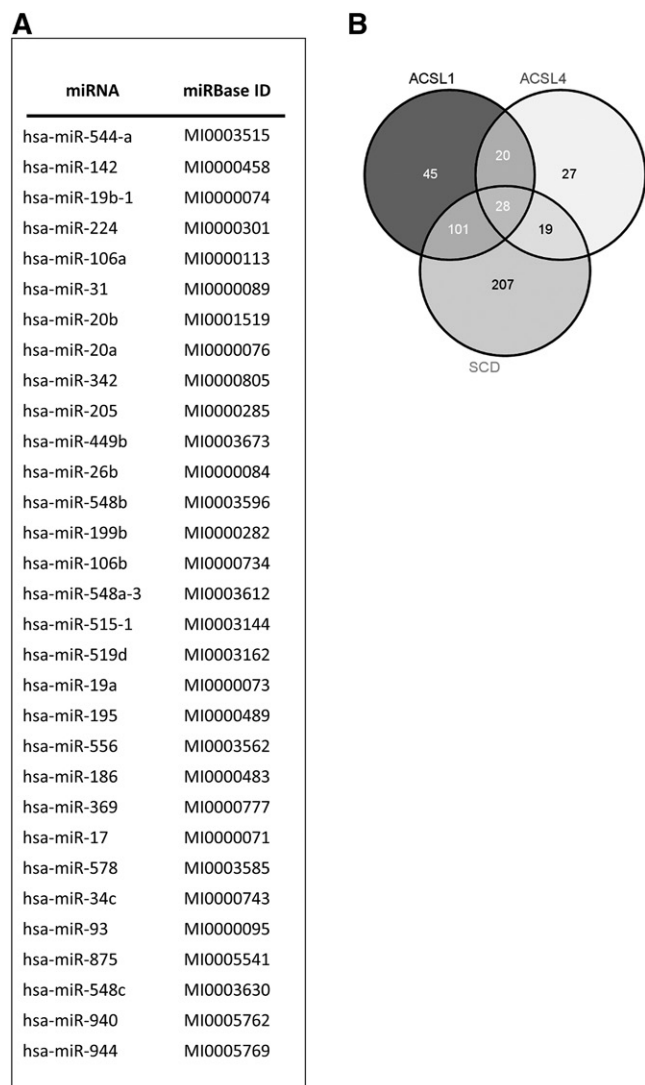 A
miRNA miRBase ID
hsa-miR-544-a MI0003515
hsa-miR-142 MI0000458
hsa-miR-19b-1 MI0000074
hsa-miR-224 MI0000301
hsa-miR-106a MI0000113
hsa-miR-31 MI0000089
hsa-miR-20b MI0001519
hsa-miR-20a MI0000076
hsa-miR-342 MI0000805
hsa-miR-205 MI0000285
hsa-miR-449b MI0003673
hsa-miR-26b MI0000084
hsa-miR-548b MI0003596
hsa-miR-199b MI0000282
hsa-miR-106b MI0000734
hsa-miR-548a-3 MI0003612
hsa-miR-515-1 MI0003144
hsa-miR-519d MI0003162
hsa-miR-19a MI0000073
hsa-miR-195 MI0000489
hsa-miR-556 MI0003562
hsa-miR-186 MI0000483
hsa-miR-369 MI0000777
hsa-miR-17 MI0000071
hsa-miR-578 MI0003585
hsa-miR-34c MI0000743
hsa-miR-93 MI0000095
hsa-miR-875 MI0005541
hsa-miR-548c MI0003630
hsa-miR-940 MI0005762
hsa-miR-944 MI0005769
B
ACSL1 ACSL4
20
45 27
28
101 19
207
SCD